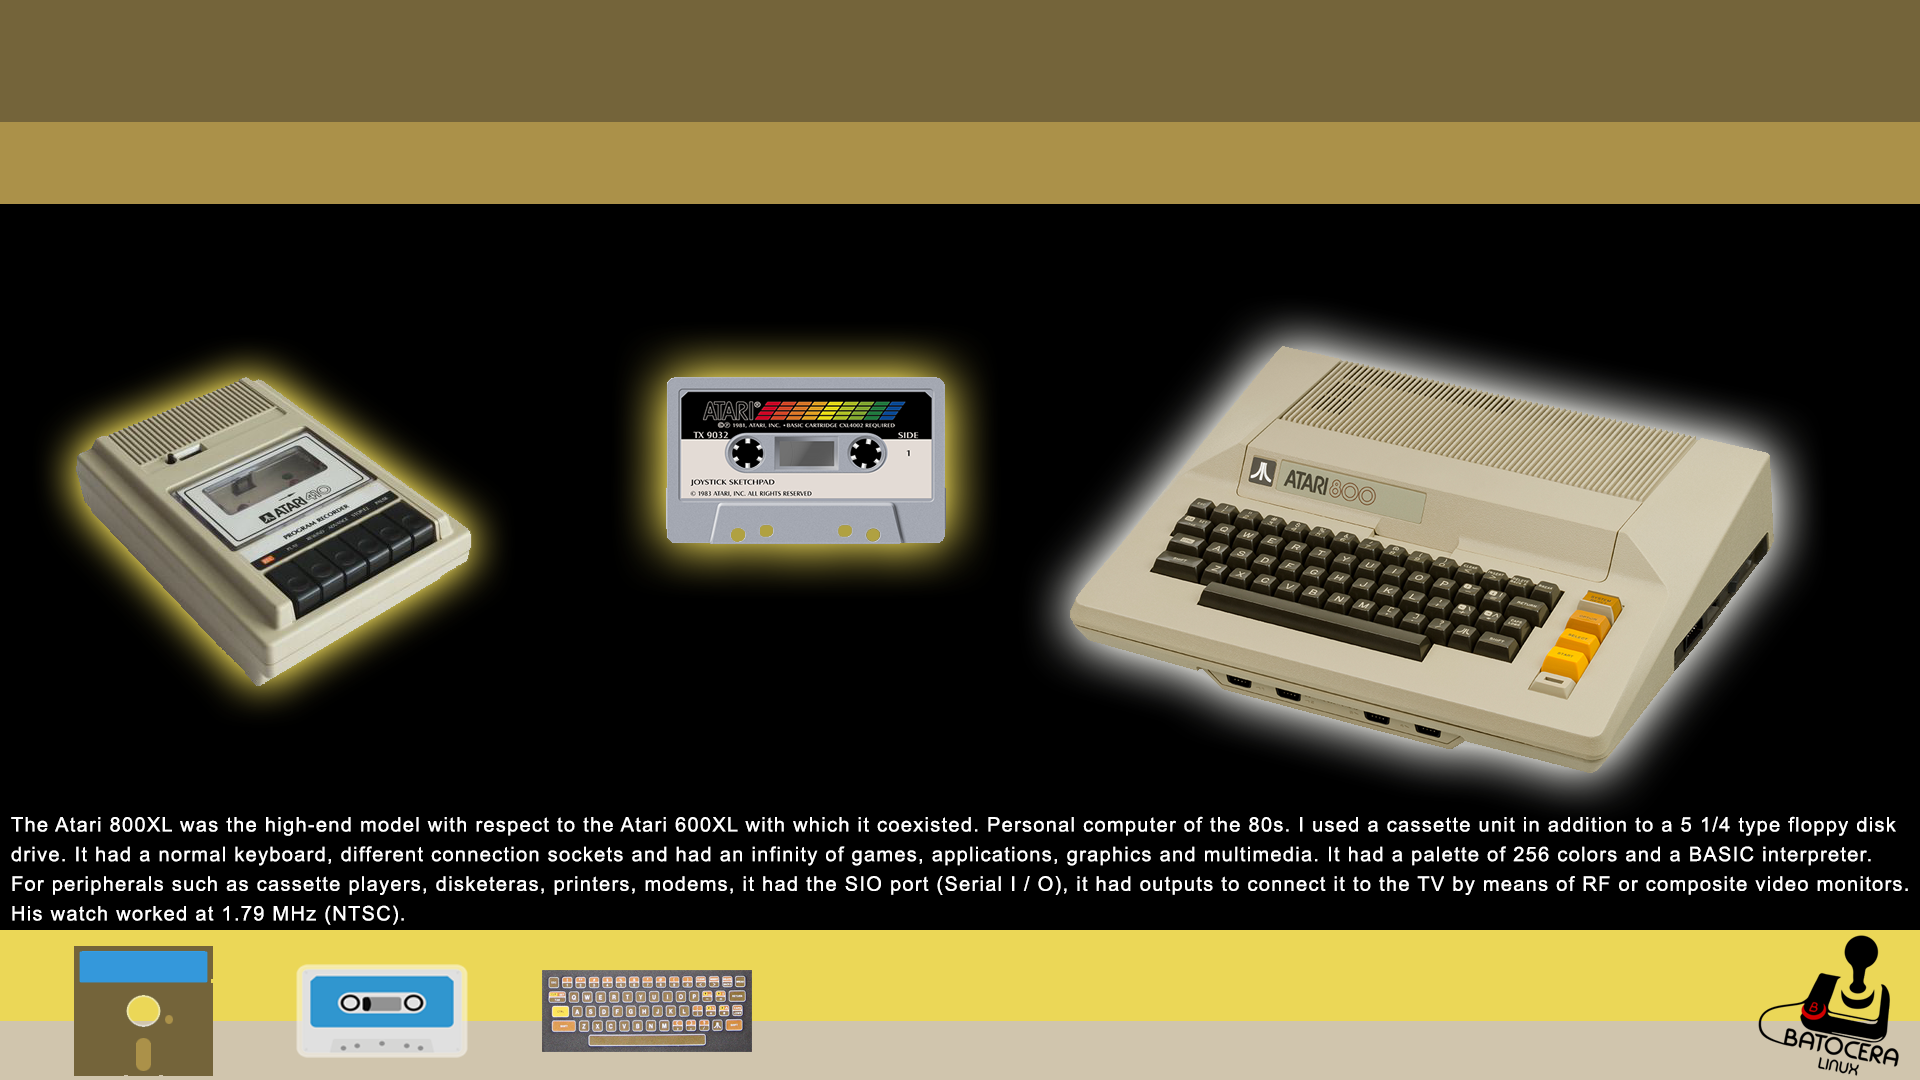 ATARI 410
PROGRAM RECORDER
ATARI®
©Ⓟ 1983, ATARI, INC. • BASIC CARTRIDGE CXL4002 REQUIRED
TX 9032
SIDE
1
JOYSTICK SKETCHPAD
© 1983 ATARI, INC. ALL RIGHTS RESERVED
ATARI 800
Q W E R T Y U I O P
A S D F G H J K L ;
Z X C V B N M
RETURN
SHIFT
SHIFT
SELECT
START
The Atari 800XL was the high-end model with respect to the Atari 600XL with which it coexisted. Personal computer of the 80s. I used a cassette unit in addition to a 5 1/4 type floppy disk
drive. It had a normal keyboard, different connection sockets and had an infinity of games, applications, graphics and multimedia. It had a palette of 256 colors and a BASIC interpreter.
For peripherals such as cassette players, disketeras, printers, modems, it had the SIO port (Serial I / O), it had outputs to connect it to the TV by means of RF or composite video monitors.
His watch worked at 1.79 MHz (NTSC).
Q W E R T Y U I O P
A S D F G H J K L
Z X C V B N M
B
BATOCERA
LINUX